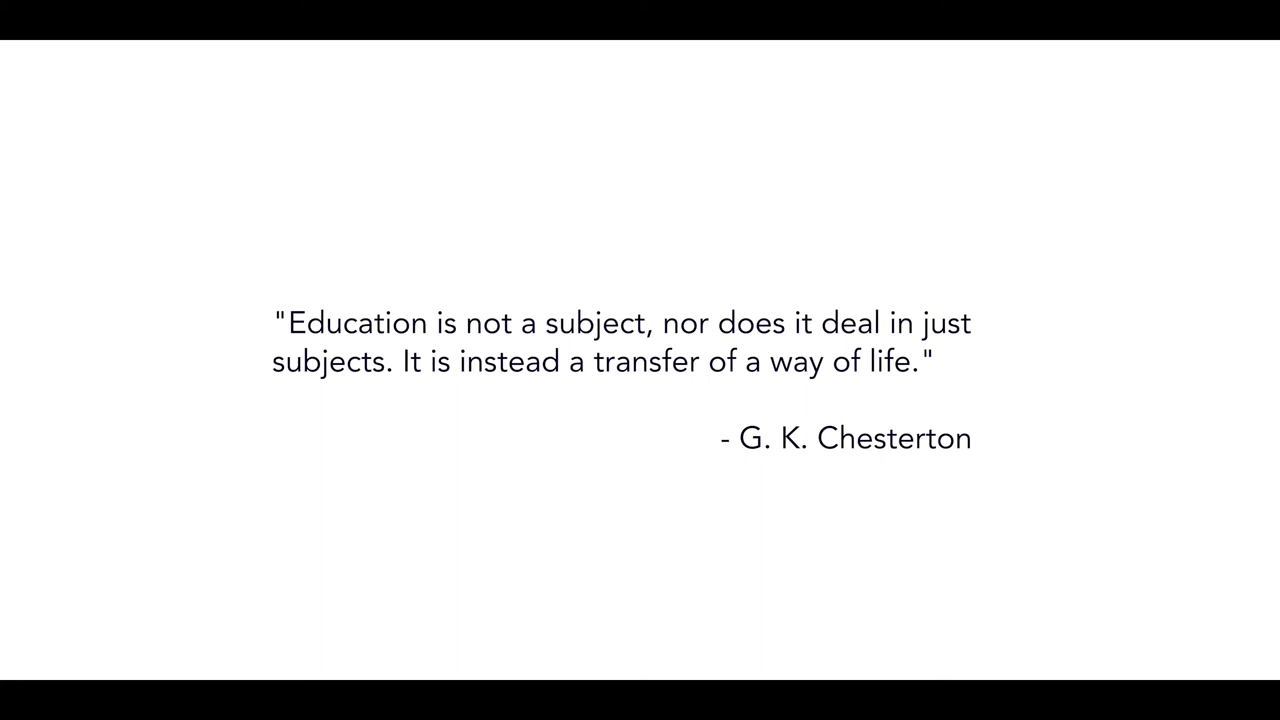 "Education is not a subject, nor does it deal in just
subjects. It is instead a transfer of a way of life."
- G. K. Chesterton